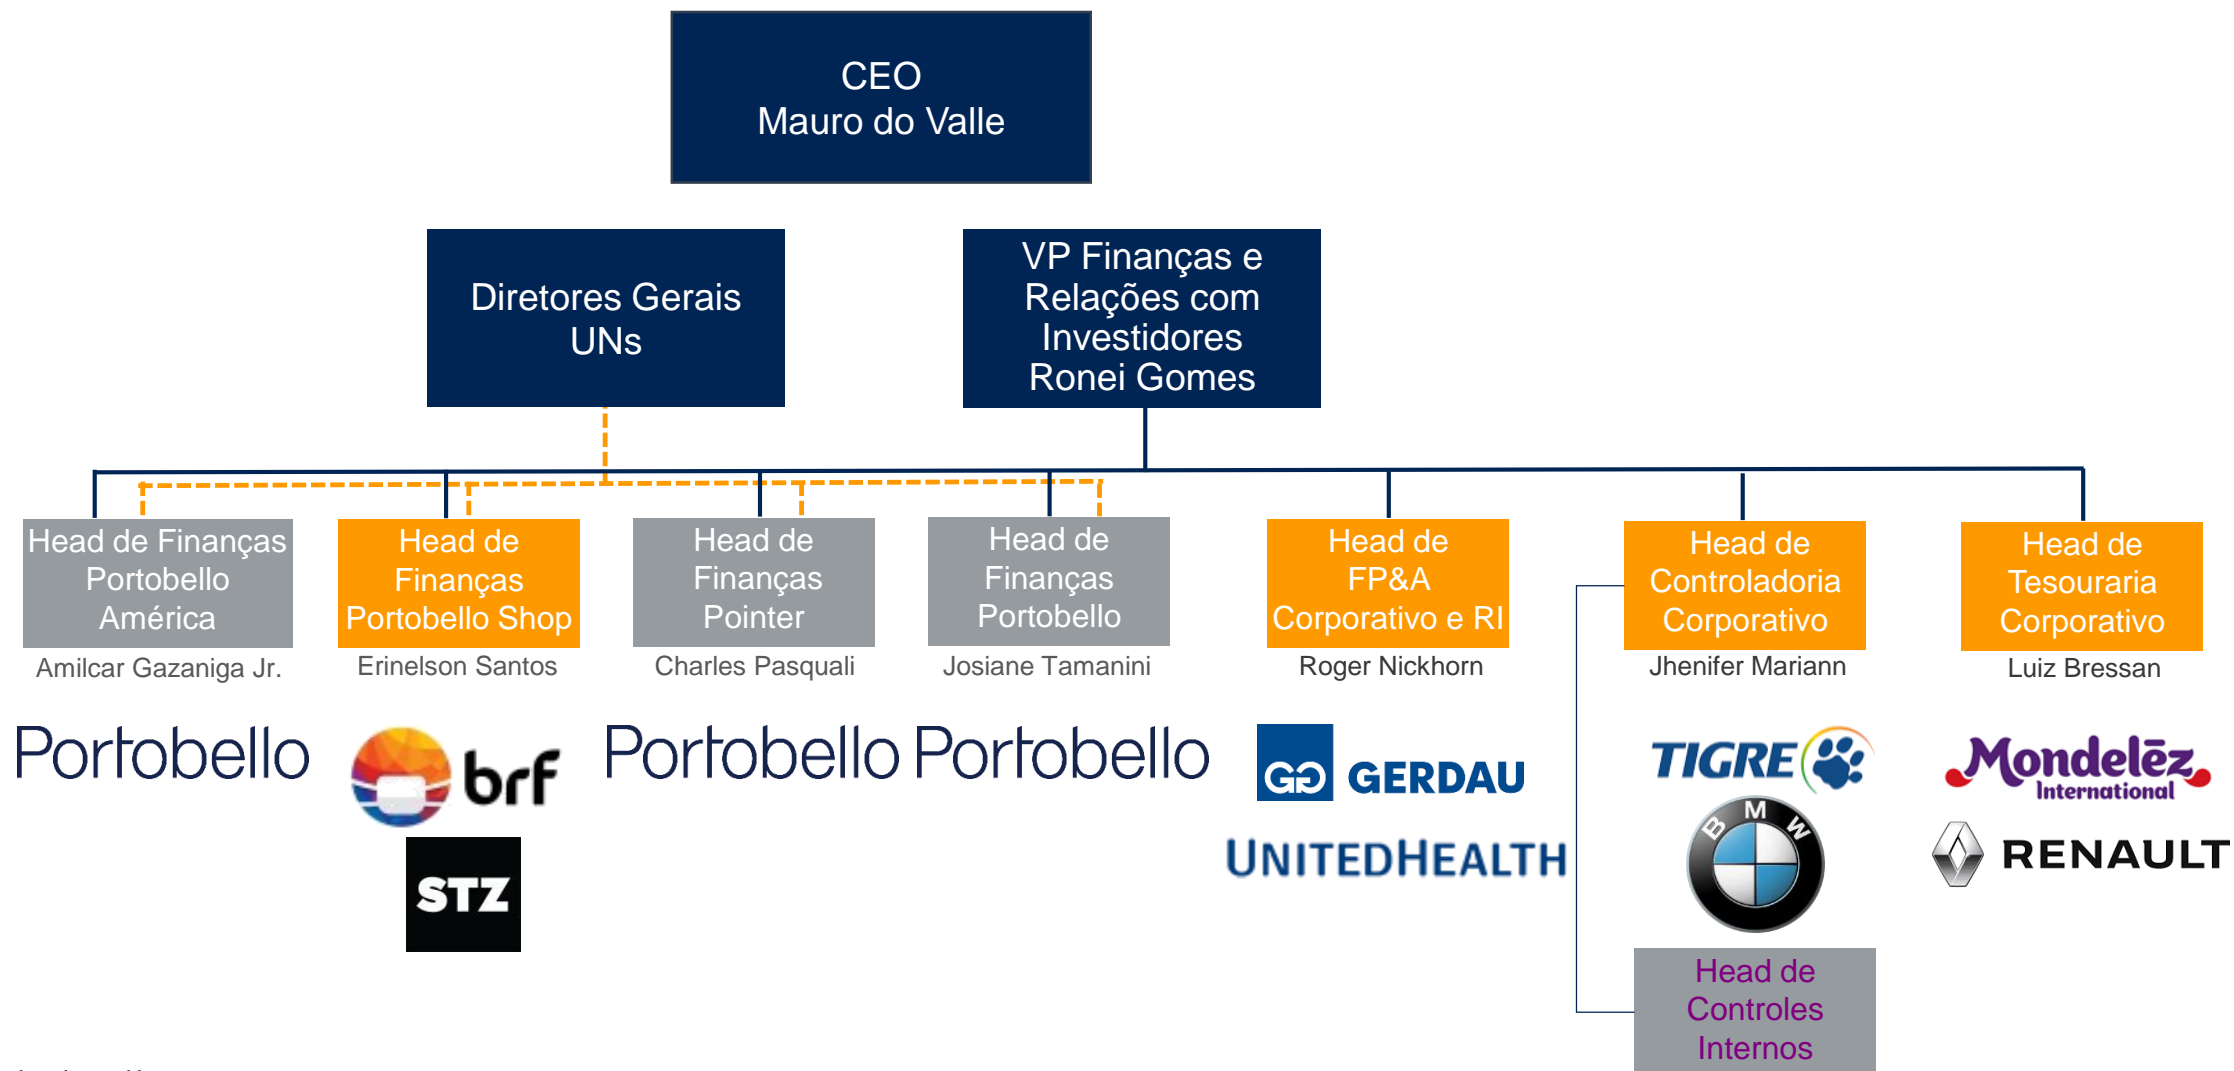 CEO
Mauro do Valle
Diretores Gerais
UNs
VP Finanças e
Relações com
Investidores
Ronei Gomes
Head de Finanças
Portobello
América
Amilcar Gazaniga Jr.
Head de
Finanças
Portobello Shop
Erinelson Santos
Head de
Finanças
Pointer
Charles Pasquali
Head de
Finanças
Portobello
Josiane Tamanini
Head de
FP&A
Corporativo e RI
Roger Nickhorn
Head de
Controladoria
Corporativo
Jhenifer Mariann
Head de
Tesouraria
Corporativo
Luiz Bressan
Portobello
brf
STZ
Portobello
Portobello
GG GERDAU
UNITEDHEALTH
TIGRE
BMW
Mondelēz
International
RENAULT
Head de
Controles
Internos